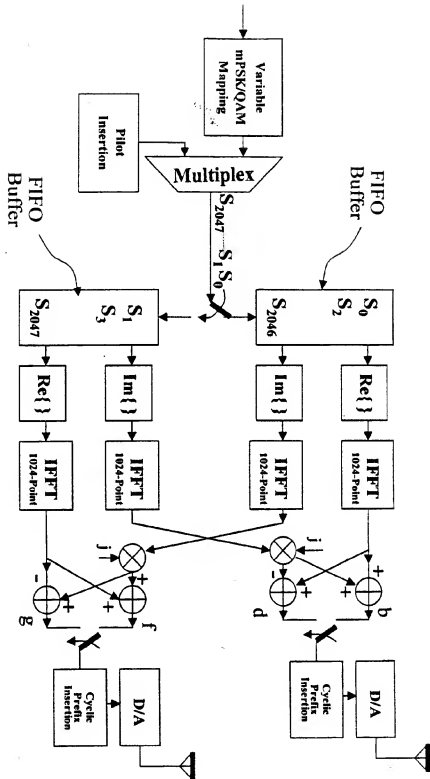 Variable
mPSK/QAM
Mapping
Pilot
Insertion
Multiplex
S2047 ...... S1 S0
FIFO
Buffer
S0
S2
S2046
FIFO
Buffer
S1
S3
S2047
Re{ }
Im{ }
Im{ }
Re{ }
IFFT
1024-Point
IFFT
1024-Point
IFFT
1024-Point
IFFT
1024-Point
j
j
+
+
b
-
+
d
+
+
f
-
+
g
Cyclic
Prefix
Insertion
D/A
Cyclic
Prefix
Insertion
D/A